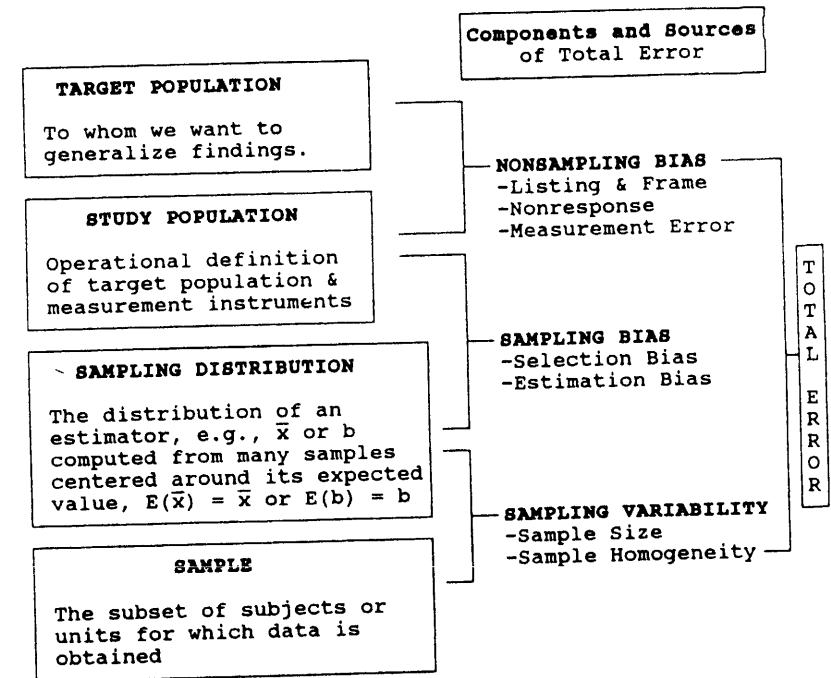 Components and Sources
of Total Error
TARGET POPULATION
To whom we want to
generalize findings.
STUDY POPULATION
Operational definition
of target population &
measurement instruments
SAMPLING DISTRIBUTION
The distribution of an
estimator, e.g., x̅ or b
computed from many samples
centered around its expected
value, E(x̅) = x̅ or E(b) = b
SAMPLE
The subset of subjects or
units for which data is
obtained
NONSAMPLING BIAS
-Listing & Frame
-Nonresponse
-Measurement Error
SAMPLING BIAS
-Selection Bias
-Estimation Bias
SAMPLING VARIABILITY
-Sample Size
-Sample Homogeneity
TOTAL ERROR